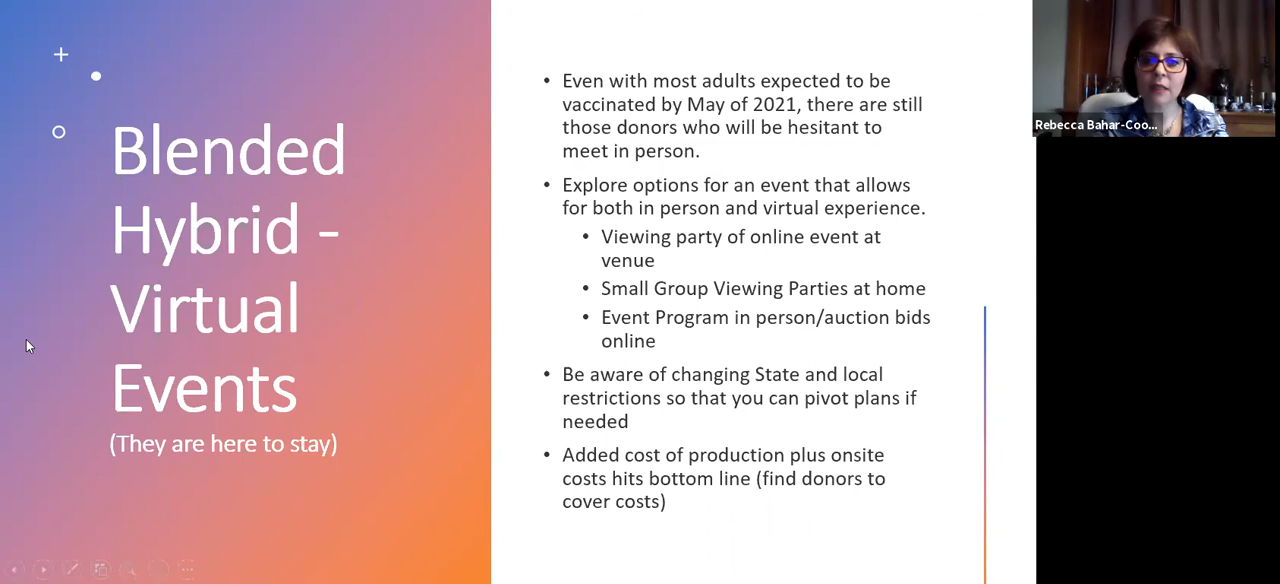 Blended
Hybrid -
Virtual
Events
(They are here to stay)
• Even with most adults expected to be
vaccinated by May of 2021, there are still
those donors who will be hesitant to
meet in person.
• Explore options for an event that allows
for both in person and virtual experience.
• Viewing party of online event at
venue
• Small Group Viewing Parties at home
• Event Program in person/auction bids
online
• Be aware of changing State and local
restrictions so that you can pivot plans if
needed
• Added cost of production plus onsite
costs hits bottom line (find donors to
cover costs)
Rebecca Bahar-Coo...